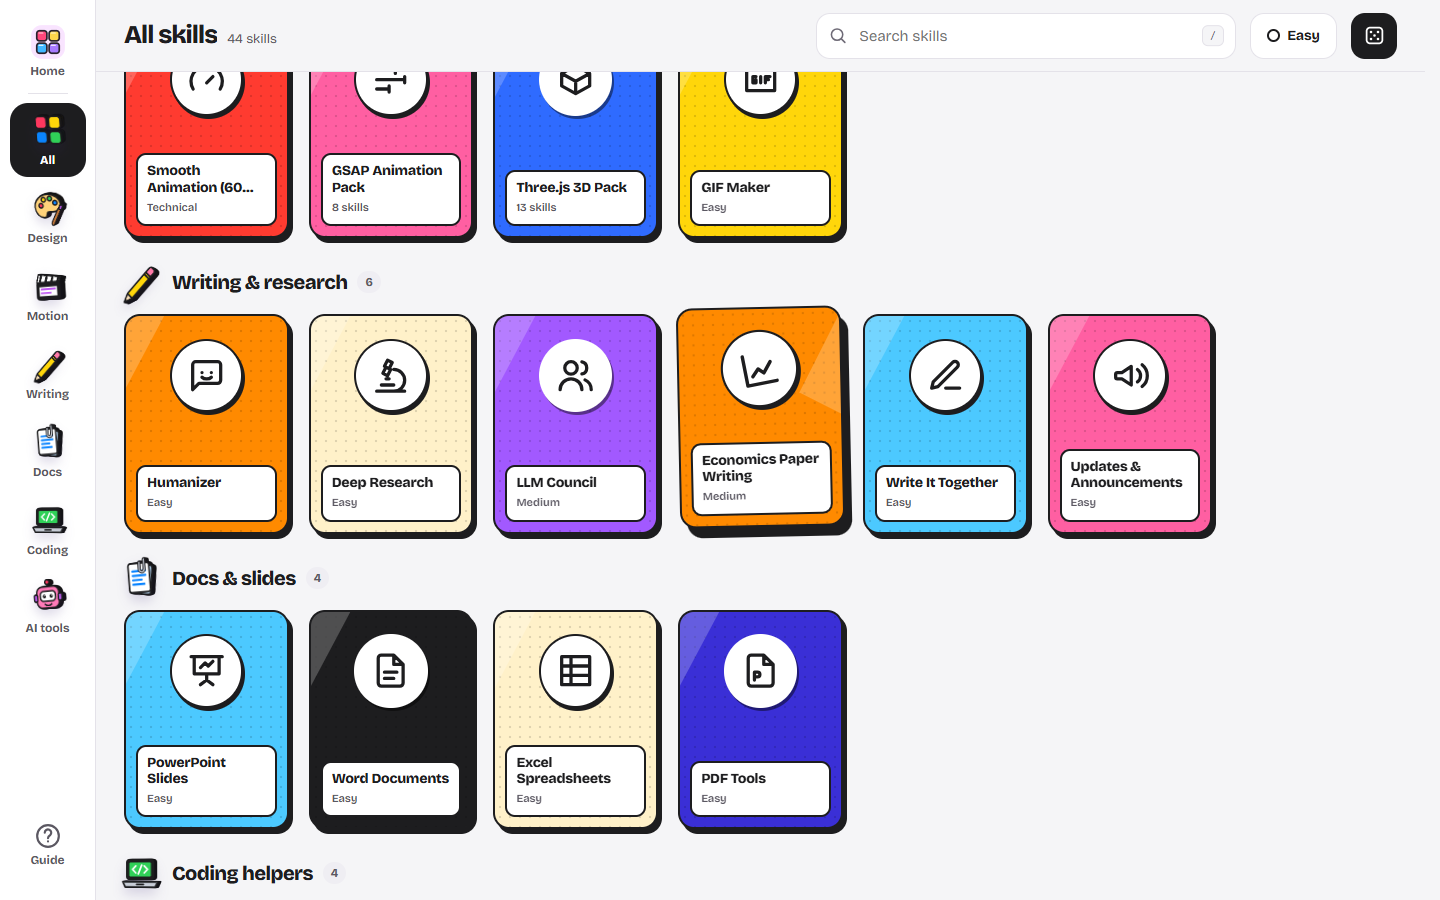 Home
All
Design
Motion
Writing
Docs
Coding
AI tools
Guide
All skills 44 skills
Search skills /
Easy
GIF
Smooth
Animation (60...
Technical
GSAP Animation
Pack
8 skills
Three.js 3D Pack
13 skills
GIF Maker
Easy
Writing & research 6
Humanizer
Easy
Deep Research
Easy
LLM Council
Medium
Economics Paper
Writing
Medium
Write It Together
Easy
Updates &
Announcements
Easy
Docs & slides 4
PowerPoint
Slides
Easy
Word Documents
Easy
Excel
Spreadsheets
Easy
P
PDF Tools
Easy
Coding helpers 4